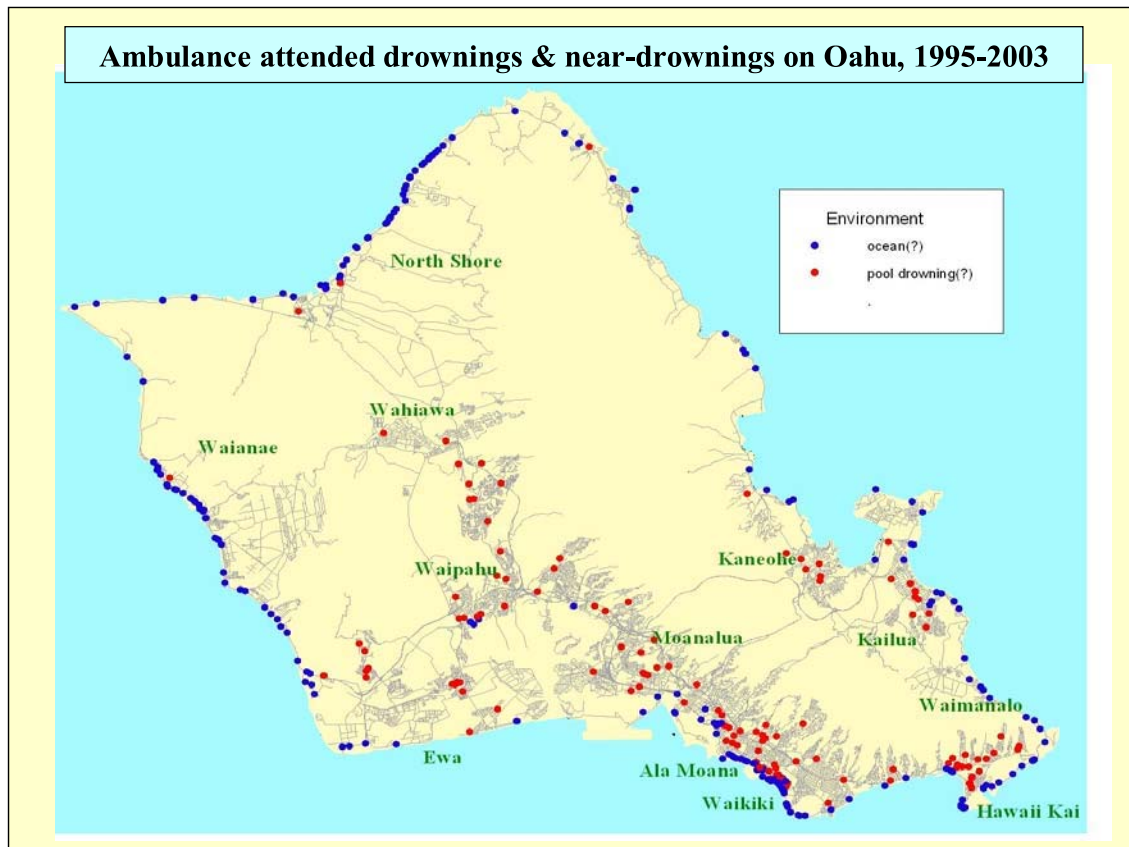 Ambulance attended drownings & near-drownings on Oahu, 1995-2003
Environment
ocean(?)
pool drowning(?)
.
North Shore
Wahiawa
Waianae
Waipahu
Kaneohe
Moanalua
Kailua
Waimanalo
Ewa
Ala Moana
Waikiki
Hawaii Kai